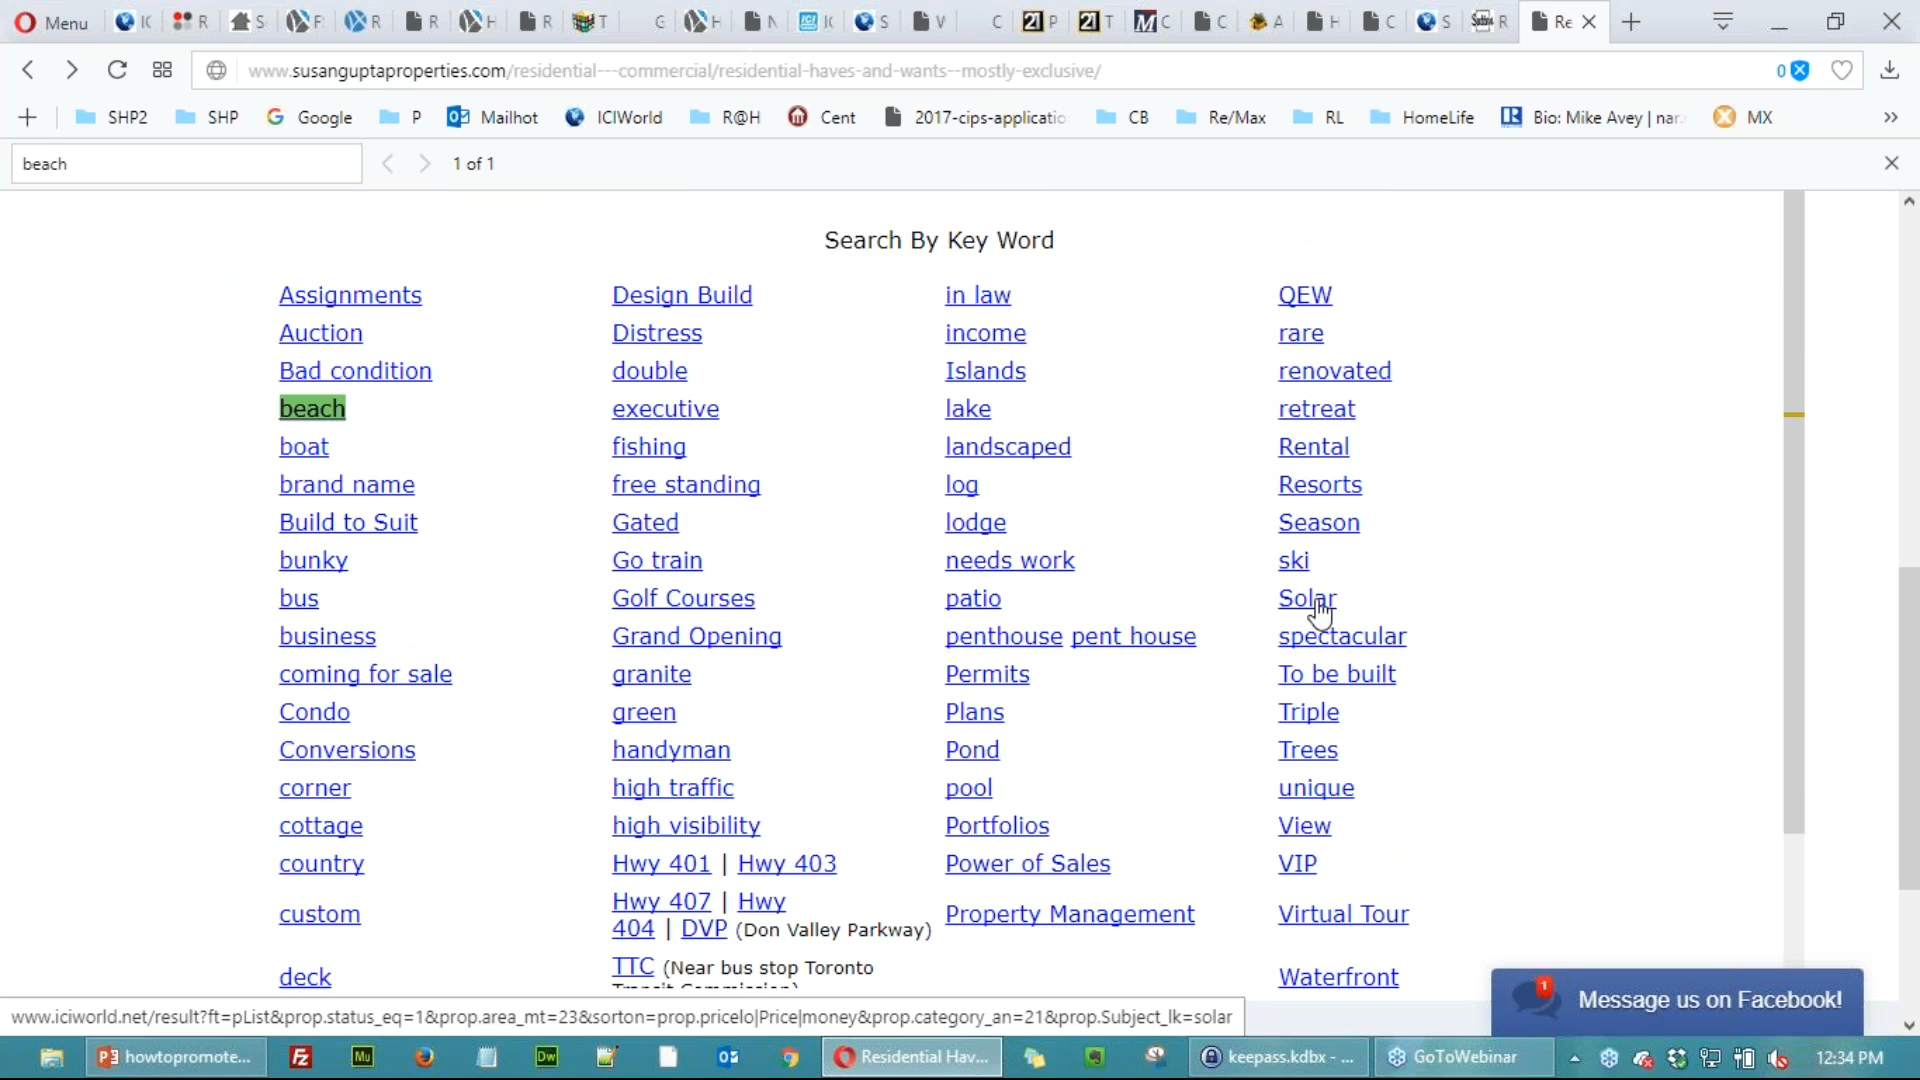 Menu IC R S F R R H R T G H N IC S V C P T C C A H C S R Re
www.susanguptaproperties.com/residential---commercial/residential-haves-and-wants--mostly-exclusive/ 0
SHP2 SHP Google P Mailhot ICIWorld R@H Cent 2017-cips-applicatio CB Re/Max RL HomeLife Bio: Mike Avey | nar. MX »
beach 1 of 1
Search By Key Word
Assignments Design Build in law QEW
Auction Distress income rare
Bad condition double Islands renovated
beach executive lake retreat
boat fishing landscaped Rental
brand name free standing log Resorts
Build to Suit Gated lodge Season
bunky Go train needs work ski
bus Golf Courses patio Solar
business Grand Opening penthouse pent house spectacular
coming for sale granite Permits To be built
Condo green Plans Triple
Conversions handyman Pond Trees
corner high traffic pool unique
cottage high visibility Portfolios View
country Hwy 401 | Hwy 403 Power of Sales VIP
custom Hwy 407 | Hwy
404 | DVP (Don Valley Parkway) Property Management Virtual Tour
deck TTC (Near bus stop Toronto
Transit Commission) Waterfront
1 Message us on Facebook!
www.iciworld.net/result?ft=pList&prop.status_eq=1&prop.area_mt=23&sorton=prop.pricelo|Price|money&prop.category_an=21&prop.Subject_lk=solar
howtopromote... Residential Hav... keepass.kdbx - ... GoToWebinar 12:34 PM